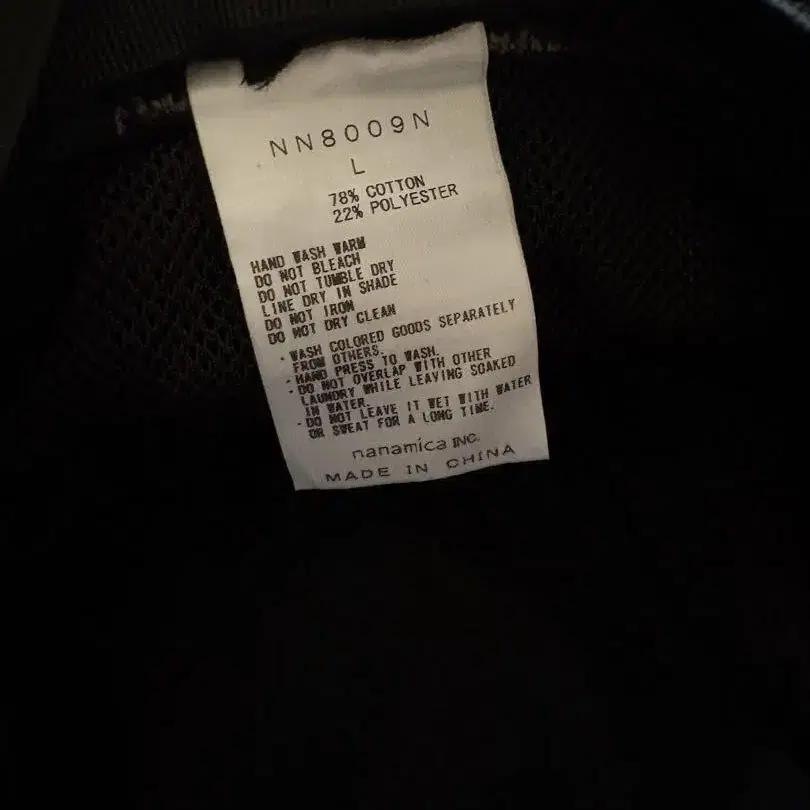 NN8009N
L
78% COTTON
22% POLYESTER
HAND WASH WARM
DO NOT BLEACH
DO NOT TUMBLE DRY
LINE DRY IN SHADE
DO NOT IRON
DO NOT DRY CLEAN
・WASH COLORED GOODS SEPARATELY
FROM OTHERS.
・HAND PRESS TO WASH.
・DO NOT OVERLAP WITH OTHER
LAUNDRY WHILE LEAVING SOAKED
IN WATER.
・DO NOT LEAVE IT WET WITH WATER
OR SWEAT FOR A LONG TIME.
nanamica INC.
MADE IN CHINA